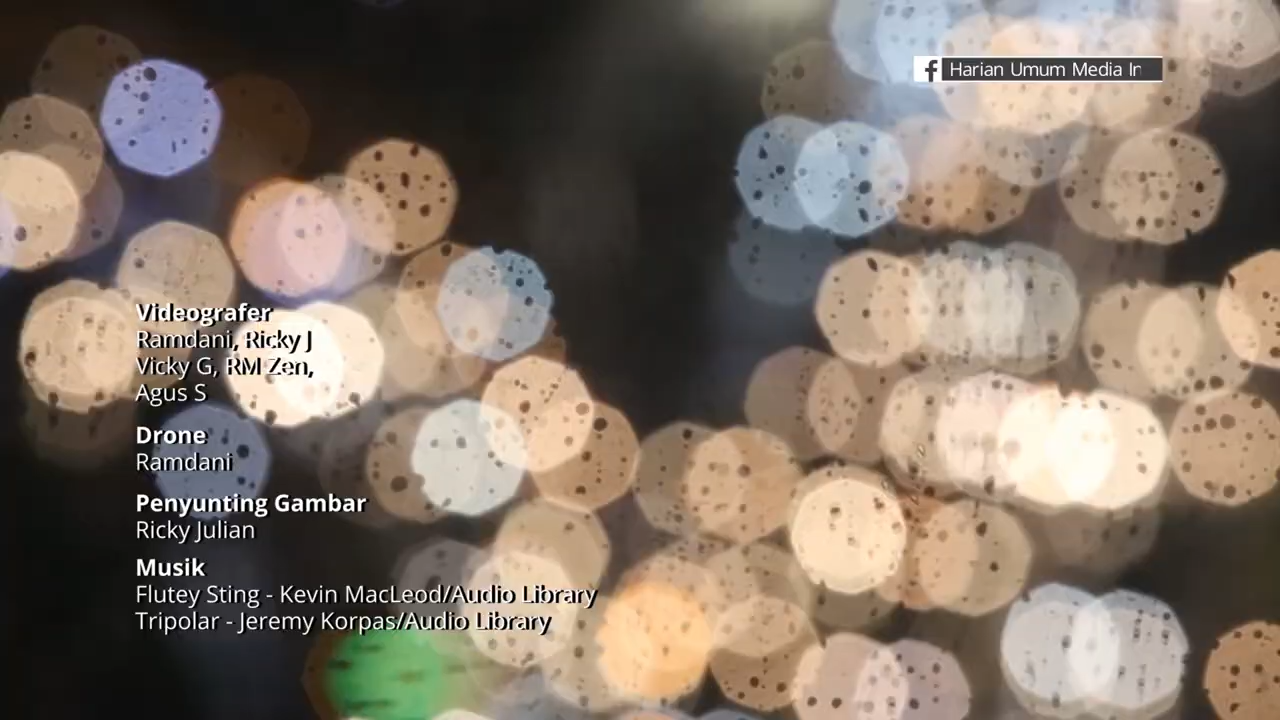 Harian Umum Media In
Videografer
Ramdani, Ricky J
Vicky G, RM Zen,
Agus S
Drone
Ramdani
Penyunting Gambar
Ricky Julian
Musik
Flutey Sting - Kevin MacLeod/Audio Library
Tripolar - Jeremy Korpas/Audio Library